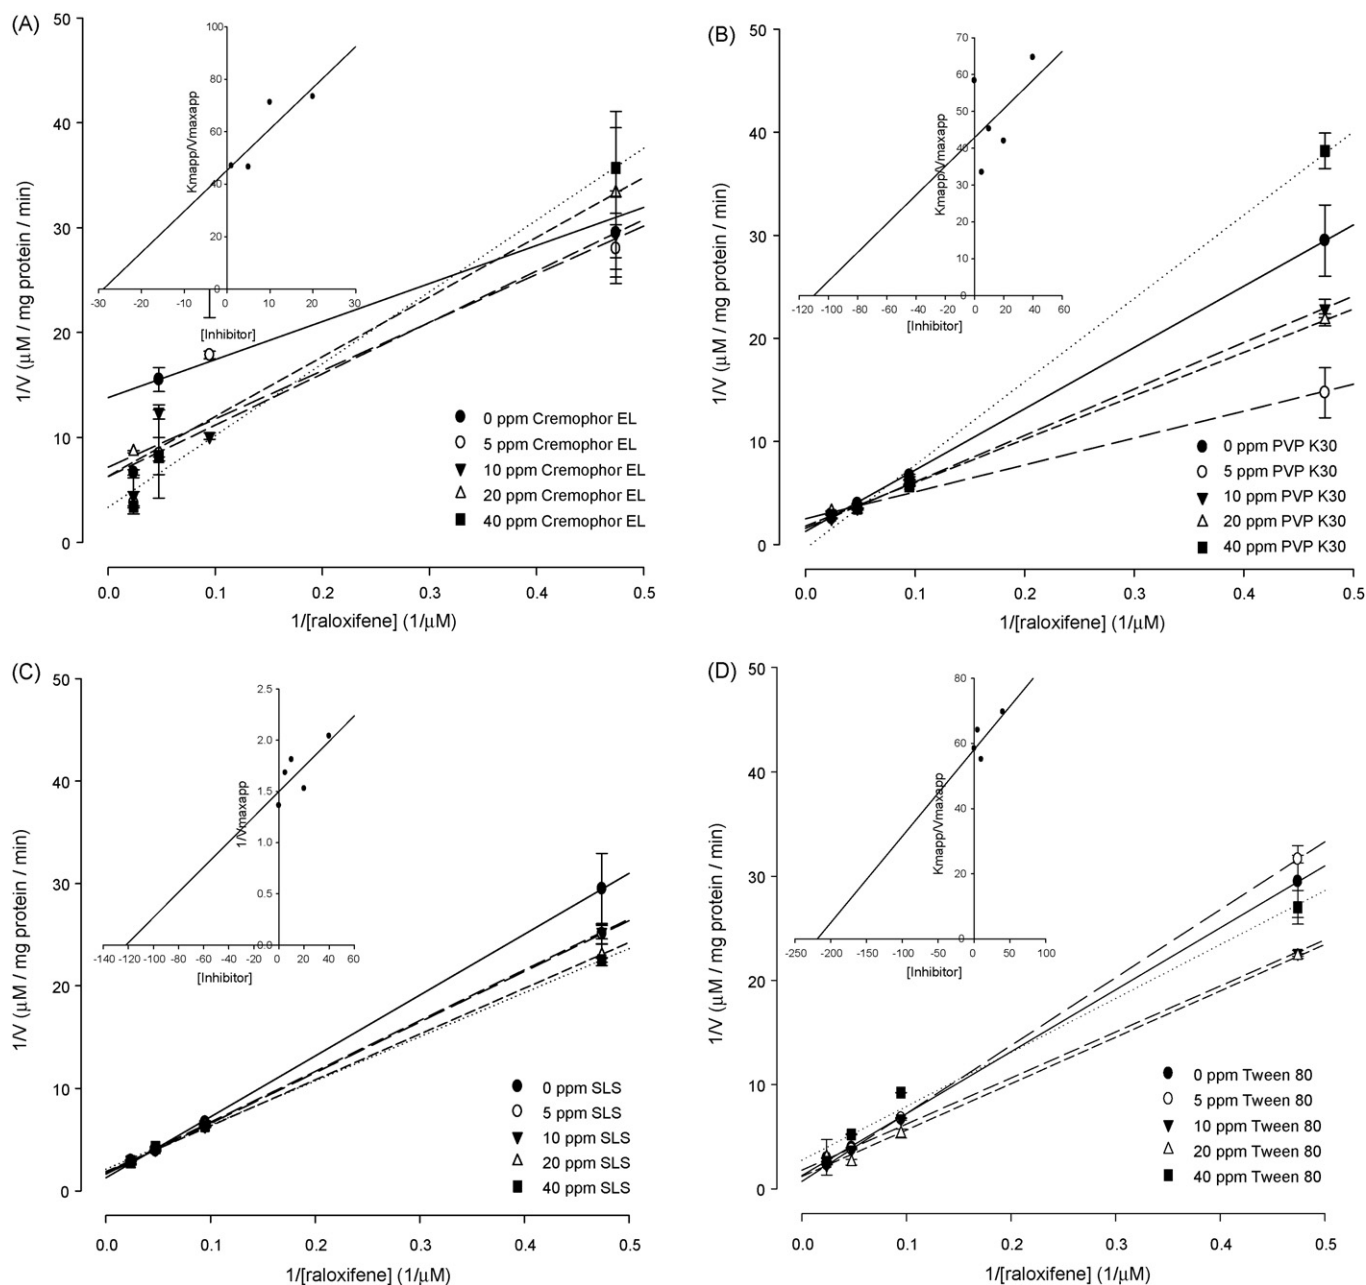 (A)
50
40
30
20
10
0
1/V (μM / mg protein / min)
0.0 0.1 0.2 0.3 0.4 0.5
1/[raloxifene] (1/μM)
100
80
60
40
20
0
Kmapp/Vmaxapp
-30 -20 -10 0 10 20 30
[Inhibitor]
0 ppm Cremophor EL
5 ppm Cremophor EL
10 ppm Cremophor EL
20 ppm Cremophor EL
40 ppm Cremophor EL
(B)
50
40
30
20
10
0
1/V (μM / mg protein / min)
0.0 0.1 0.2 0.3 0.4 0.5
1/[raloxifene] (1/μM)
70
60
50
40
30
20
10
0
Kmapp/Vmaxapp
-120 -100 -80 -60 -40 -20 0 20 40 60
[Inhibitor]
0 ppm PVP K30
5 ppm PVP K30
10 ppm PVP K30
20 ppm PVP K30
40 ppm PVP K30
(C)
50
40
30
20
10
0
1/V (μM / mg protein / min)
0.0 0.1 0.2 0.3 0.4 0.5
1/[raloxifene] (1/μM)
2.5
2.0
1.5
1.0
0.5
0.0
1/Vmaxapp
-140 -120 -100 -80 -60 -40 -20 0 20 40 60
[Inhibitor]
0 ppm SLS
5 ppm SLS
10 ppm SLS
20 ppm SLS
40 ppm SLS
(D)
50
40
30
20
10
0
1/V (μM / mg protein / min)
0.0 0.1 0.2 0.3 0.4 0.5
1/[raloxifene] (1/μM)
80
60
40
20
0
Kmapp/Vmaxapp
-250 -200 -150 -100 -50 0 50 100
[Inhibitor]
0 ppm Tween 80
5 ppm Tween 80
10 ppm Tween 80
20 ppm Tween 80
40 ppm Tween 80